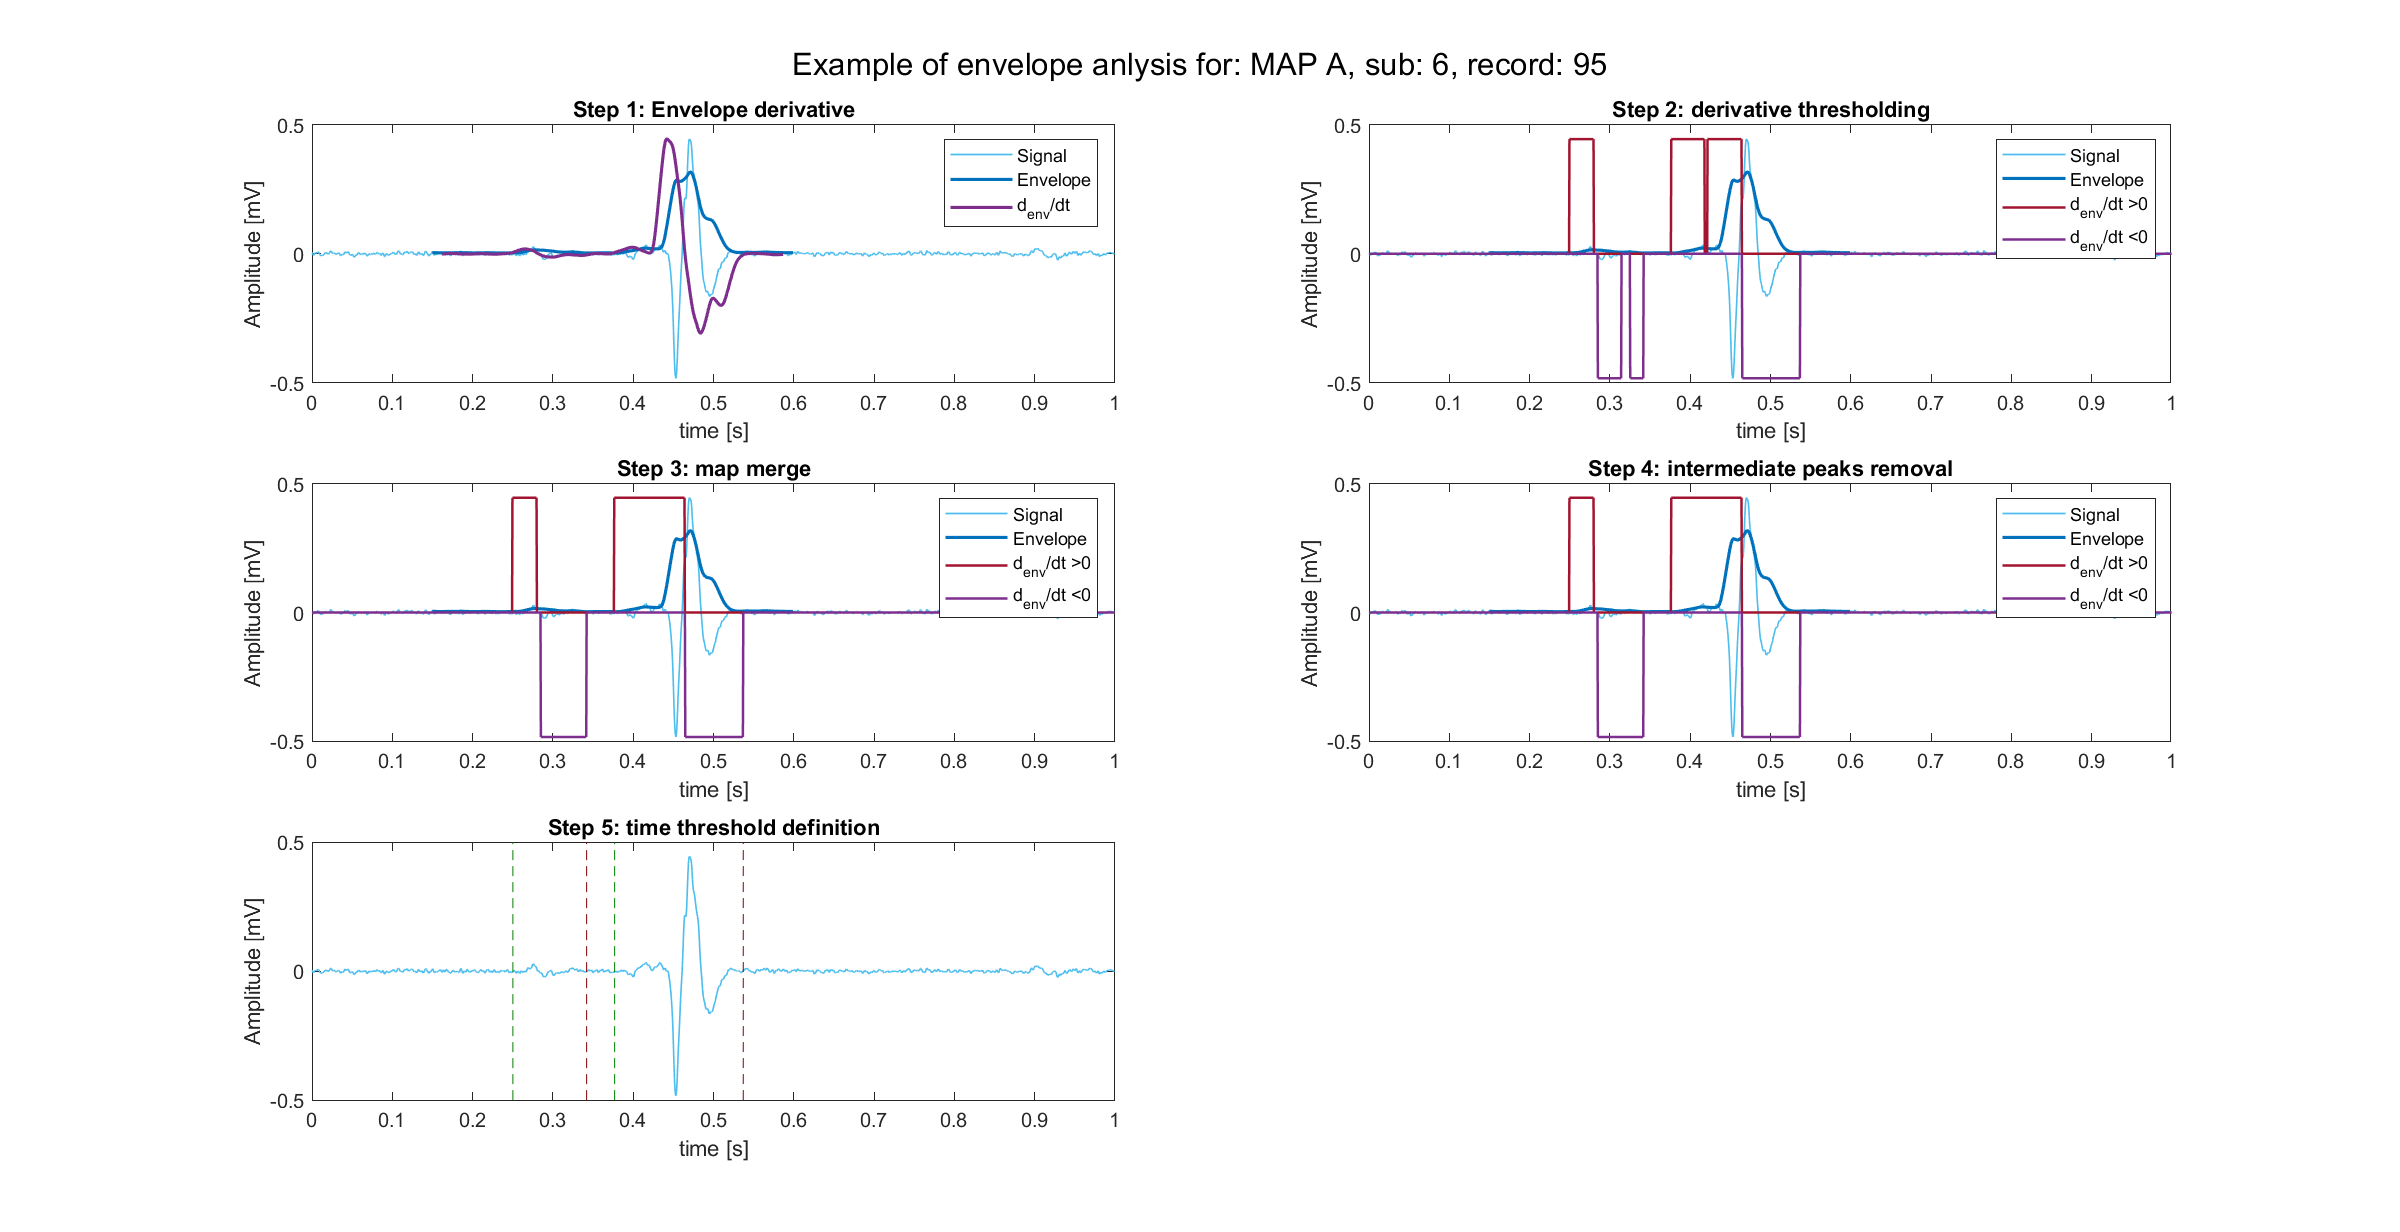 Example of envelope anlysis for: MAP A, sub: 6, record: 95
Step 1: Envelope derivative
0.5
0
-0.5
Amplitude [mV]
0 0.1 0.2 0.3 0.4 0.5 0.6 0.7 0.8 0.9 1
time [s]
Signal
Envelope
d_env/dt
Step 2: derivative thresholding
0.5
0
-0.5
Amplitude [mV]
0 0.1 0.2 0.3 0.4 0.5 0.6 0.7 0.8 0.9 1
time [s]
Signal
Envelope
d_env/dt >0
d_env/dt <0
Step 3: map merge
0.5
0
-0.5
Amplitude [mV]
0 0.1 0.2 0.3 0.4 0.5 0.6 0.7 0.8 0.9 1
time [s]
Signal
Envelope
d_env/dt >0
d_env/dt <0
Step 4: intermediate peaks removal
0.5
0
-0.5
Amplitude [mV]
0 0.1 0.2 0.3 0.4 0.5 0.6 0.7 0.8 0.9 1
time [s]
Signal
Envelope
d_env/dt >0
d_env/dt <0
Step 5: time threshold definition
0.5
0
-0.5
Amplitude [mV]
0 0.1 0.2 0.3 0.4 0.5 0.6 0.7 0.8 0.9 1
time [s]